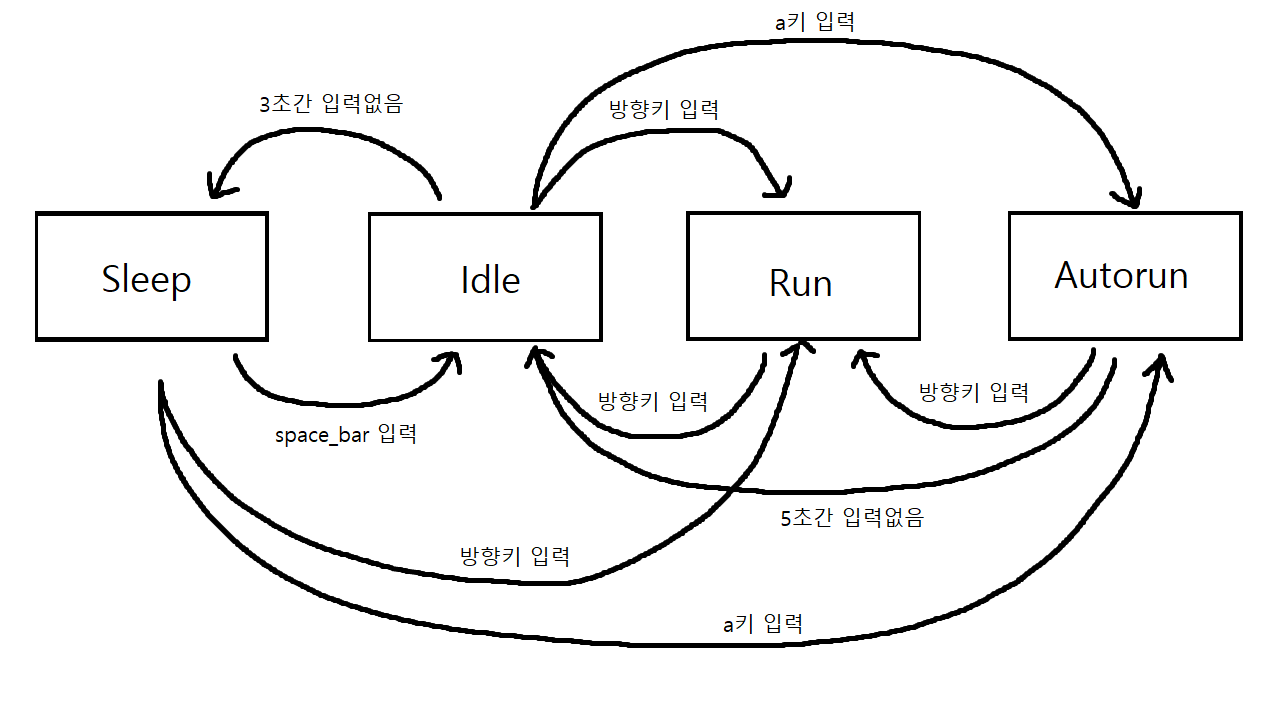 a키 입력
3초간 입력없음
방향키 입력
Sleep
Idle
Run
Autorun
방향키 입력
방향키 입력
space_bar 입력
5초간 입력없음
방향키 입력
a키 입력